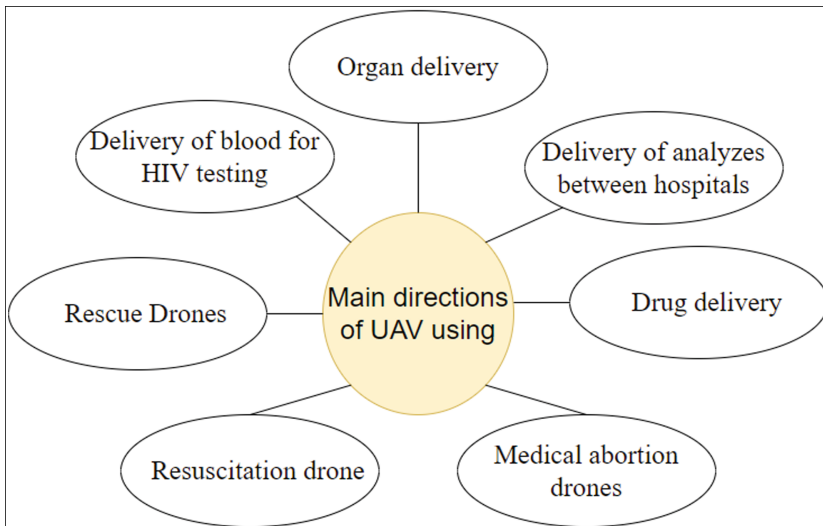 Organ delivery
Delivery of blood for
HIV testing
Delivery of analyzes
between hospitals
Main directions
of UAV using
Rescue Drones
Drug delivery
Resuscitation drone
Medical abortion
drones